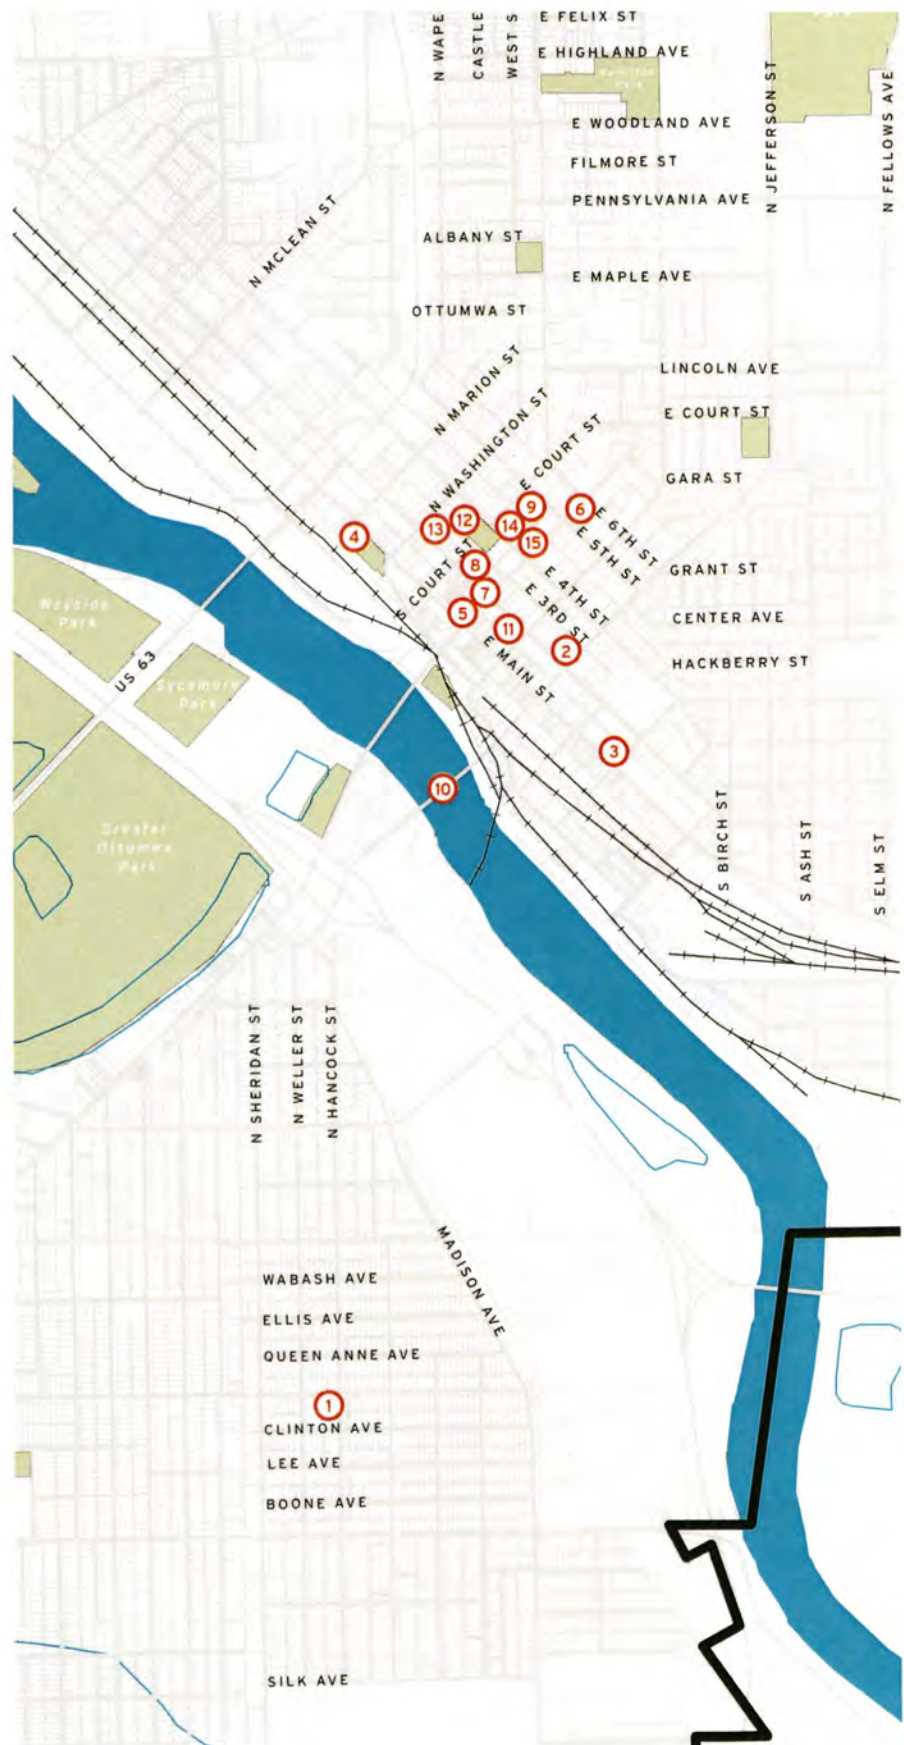 N WAPE
CASTLE
WEST S
E FELIX ST
E HIGHLAND AVE
Park
E WOODLAND AVE
N JEFFERSON ST
N FELLOWS AVE
FILMORE ST
PENNSYLVANIA AVE
N MCLEAN ST
ALBANY ST
E MAPLE AVE
OTTUMWA ST
N MARION ST
LINCOLN AVE
N WASHINGTON ST
E COURT ST
E COURT ST
GARA ST
9
6
12
13
14
4
15
E 6TH ST
E 5TH ST
8
S COURT ST
E 4TH ST
GRANT ST
7
E 3RD ST
5
11
CENTER AVE
2
E MAIN ST
HACKBERRY ST
Wayside
Park
US 63
Sycamore
Park
3
10
Greater
Ottumwa
Park
S BIRCH ST
S ASH ST
S ELM ST
N SHERIDAN ST
N WELLER ST
N HANCOCK ST
MADISON AVE
WABASH AVE
ELLIS AVE
QUEEN ANNE AVE
1
CLINTON AVE
LEE AVE
BOONE AVE
SILK AVE